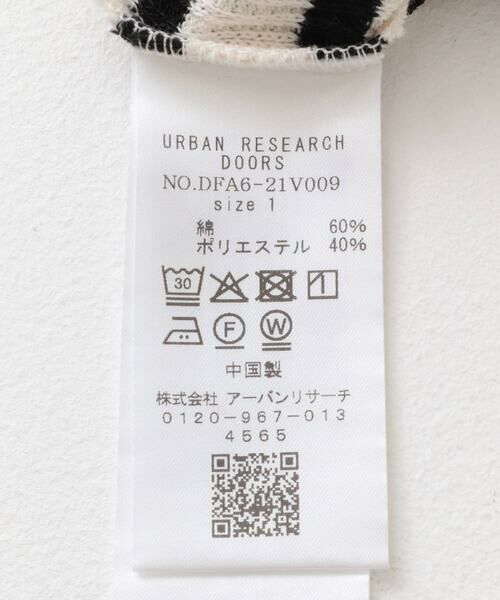 URBAN RESEARCH
DOORS
NO.DFA6-21V009
size 1
綿 60%
ポリエステル 40%
30
F W
中国製
株式会社 アーバンリサーチ
0120-967-013
4565